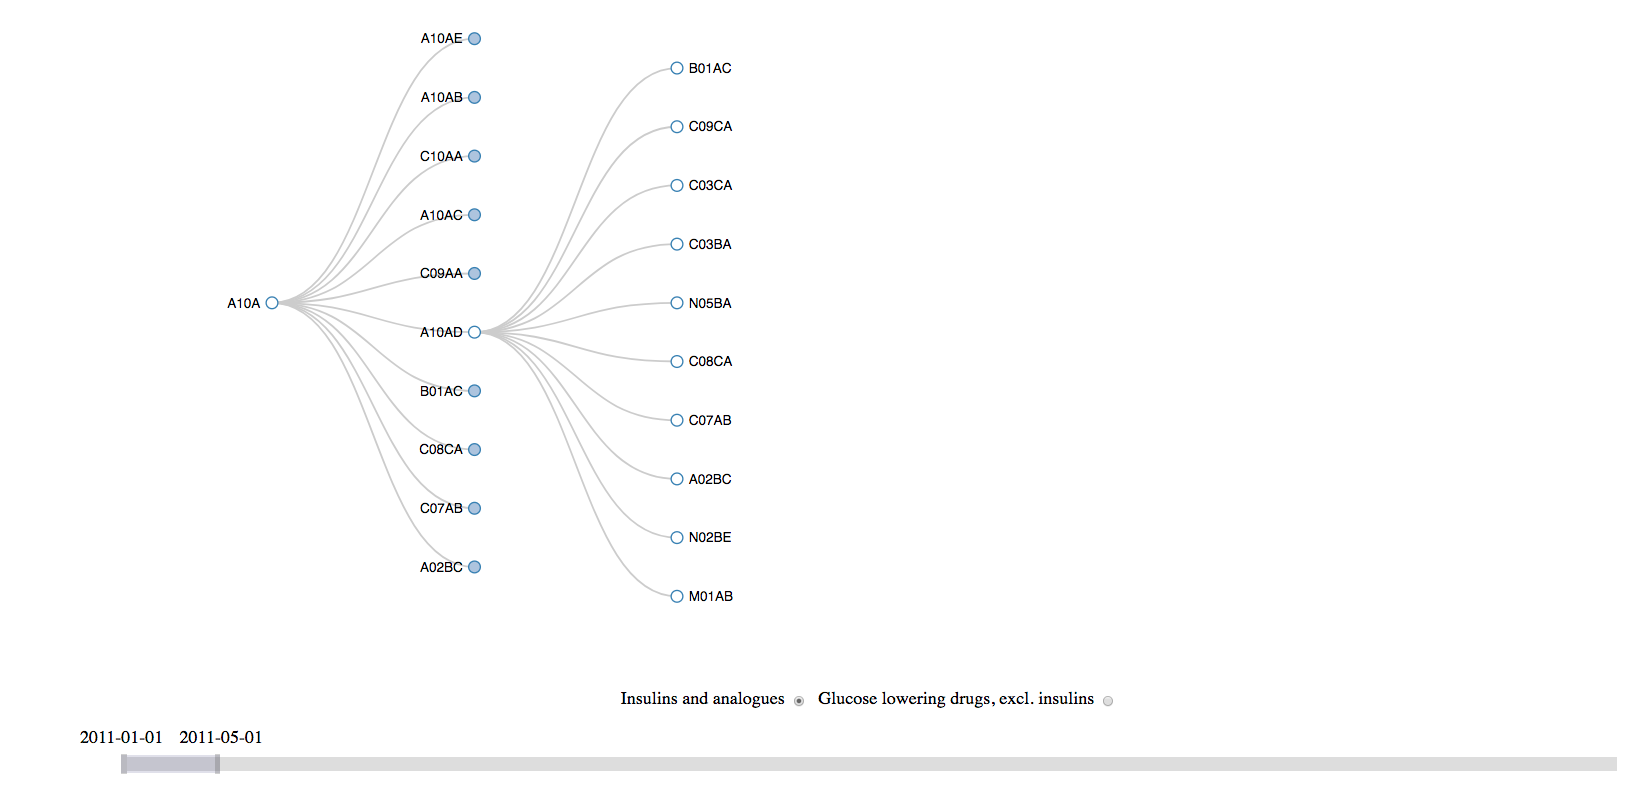 A10A
A10AE
A10AB
C10AA
A10AC
C09AA
A10AD
B01AC
C08CA
C07AB
A02BC
B01AC
C09CA
C03CA
C03BA
N05BA
C08CA
C07AB
A02BC
N02BE
M01AB
Insulins and analogues Glucose lowering drugs, excl. insulins
2011-01-01 2011-05-01